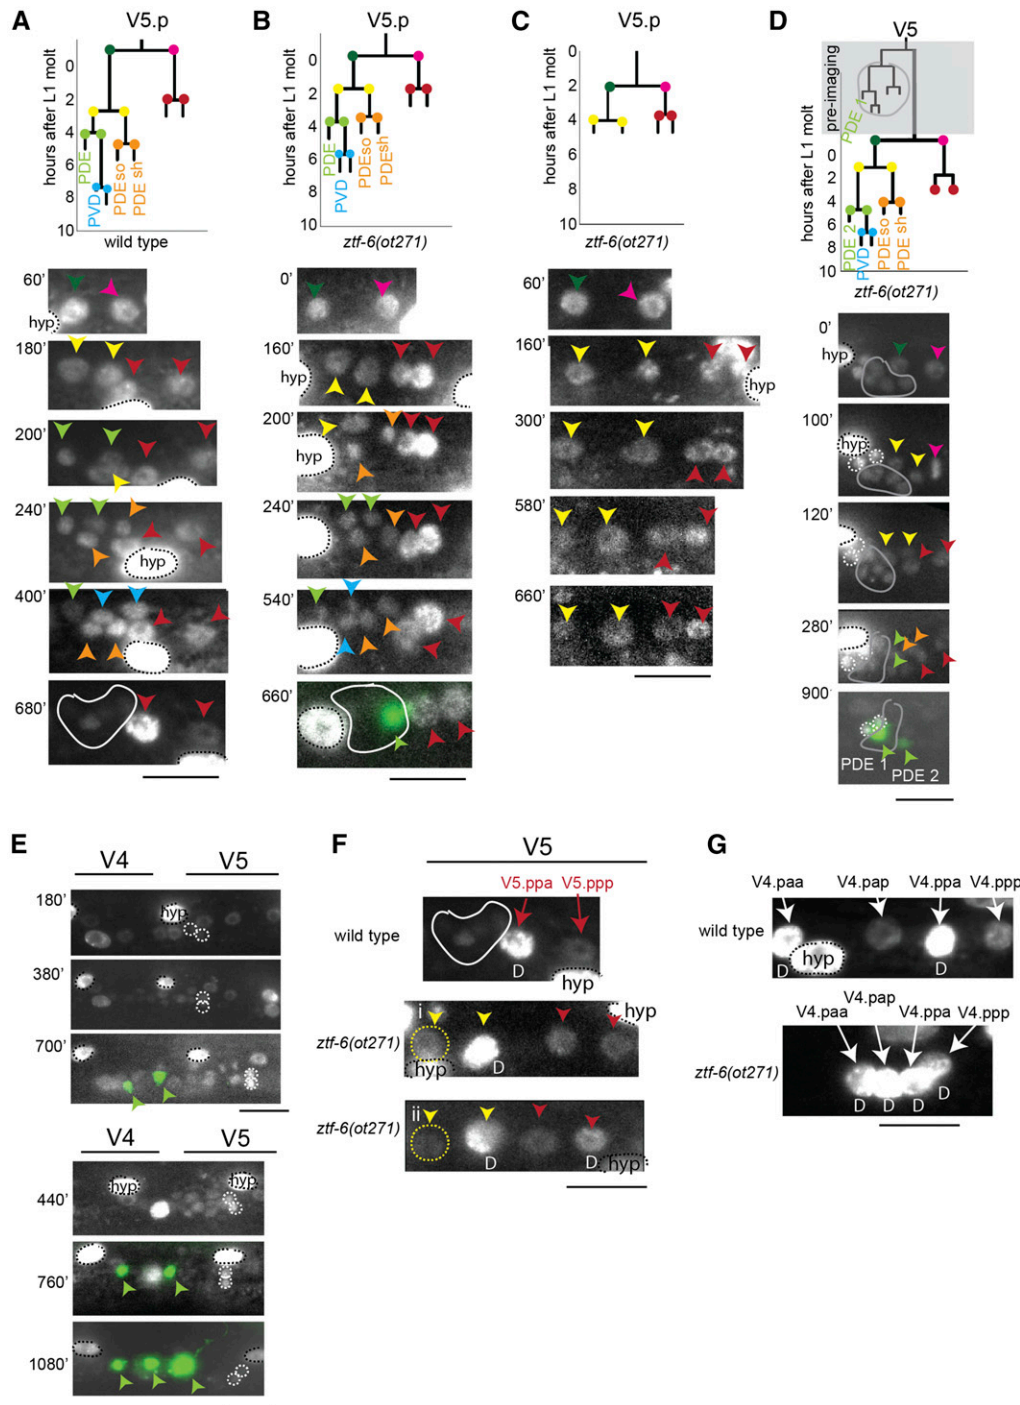 A
V5.p
hours after L1 molt
0
2
4
6
8
10
PDE
PVD
PDEso
PDE sh
wild type
60'
hyp
180'
200'
240'
hyp
400'
680'
B
V5.p
hours after L1 molt
0
2
4
6
8
10
PDE
PVD
PDEso
PDEsh
ztf-6(ot271)
0'
160'
hyp
200'
hyp
240'
540'
660'
C
V5.p
hours after L1 molt
0
2
4
6
8
10
ztf-6(ot271)
60'
160'
hyp
300'
580'
660'
D
V5
pre-imaging
PDE 1
hours after L1 molt
0
2
4
6
8
10
PDE 2
PVD
PDEso
PDE sh
ztf-6(ot271)
0'
hyp
100'
hyp
120'
280'
900'
PDE 1
PDE 2
E
V4
V5
180'
hyp
380'
700'
V4
V5
440'
hyp
hyp
760'
1080'
F
V5
V5.ppa
V5.ppp
wild type
D
hyp
i
hyp
ztf-6(ot271)
hyp
D
ii
ztf-6(ot271)
D
D
hyp
G
V4.paa
V4.pap
V4.ppa
V4.ppp
wild type
hyp
D
D
V4.pap
V4.paa
V4.ppa
V4.ppp
ztf-6(ot271)
D
D
D
D